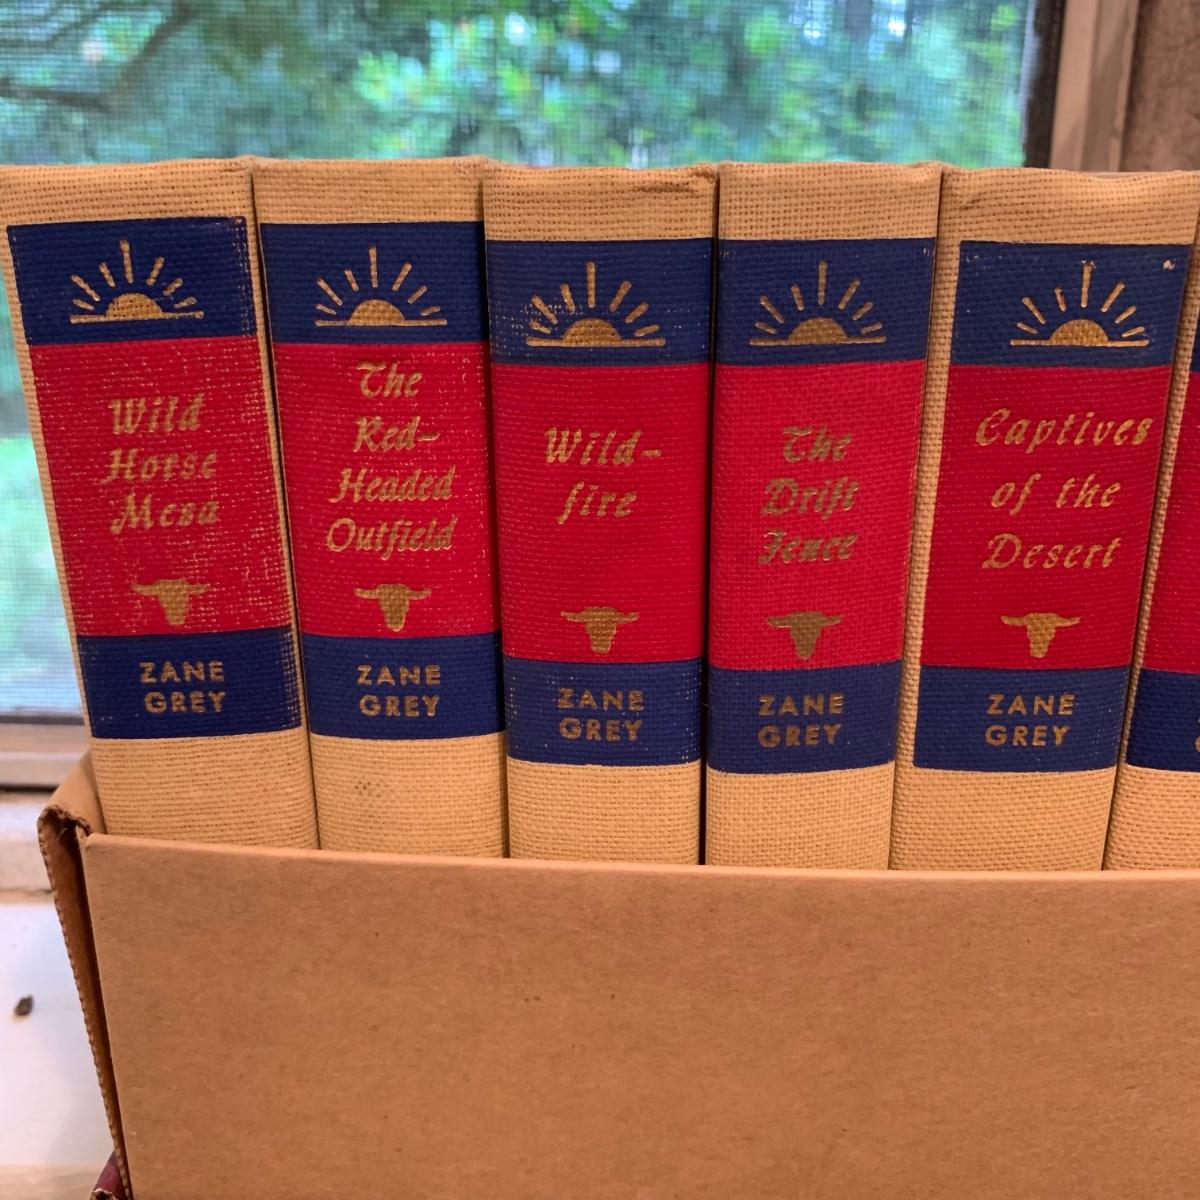 Wild
Horse
Mesa
ZANE
GREY
The
Red-
Headed
Outfield
ZANE
GREY
Wild-
fire
ZANE
GREY
The
Drift
Fence
ZANE
GREY
Captives
of the
Desert
ZANE
GREY